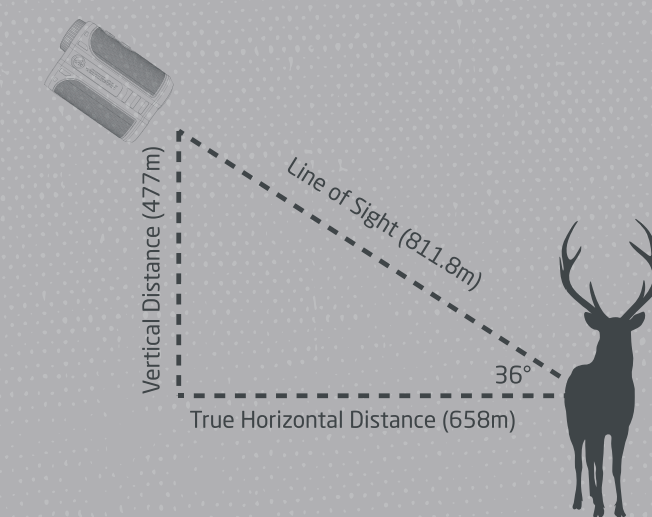 Line of Sight (811.8m)
Vertical Distance (477m)
36°
True Horizontal Distance (658m)